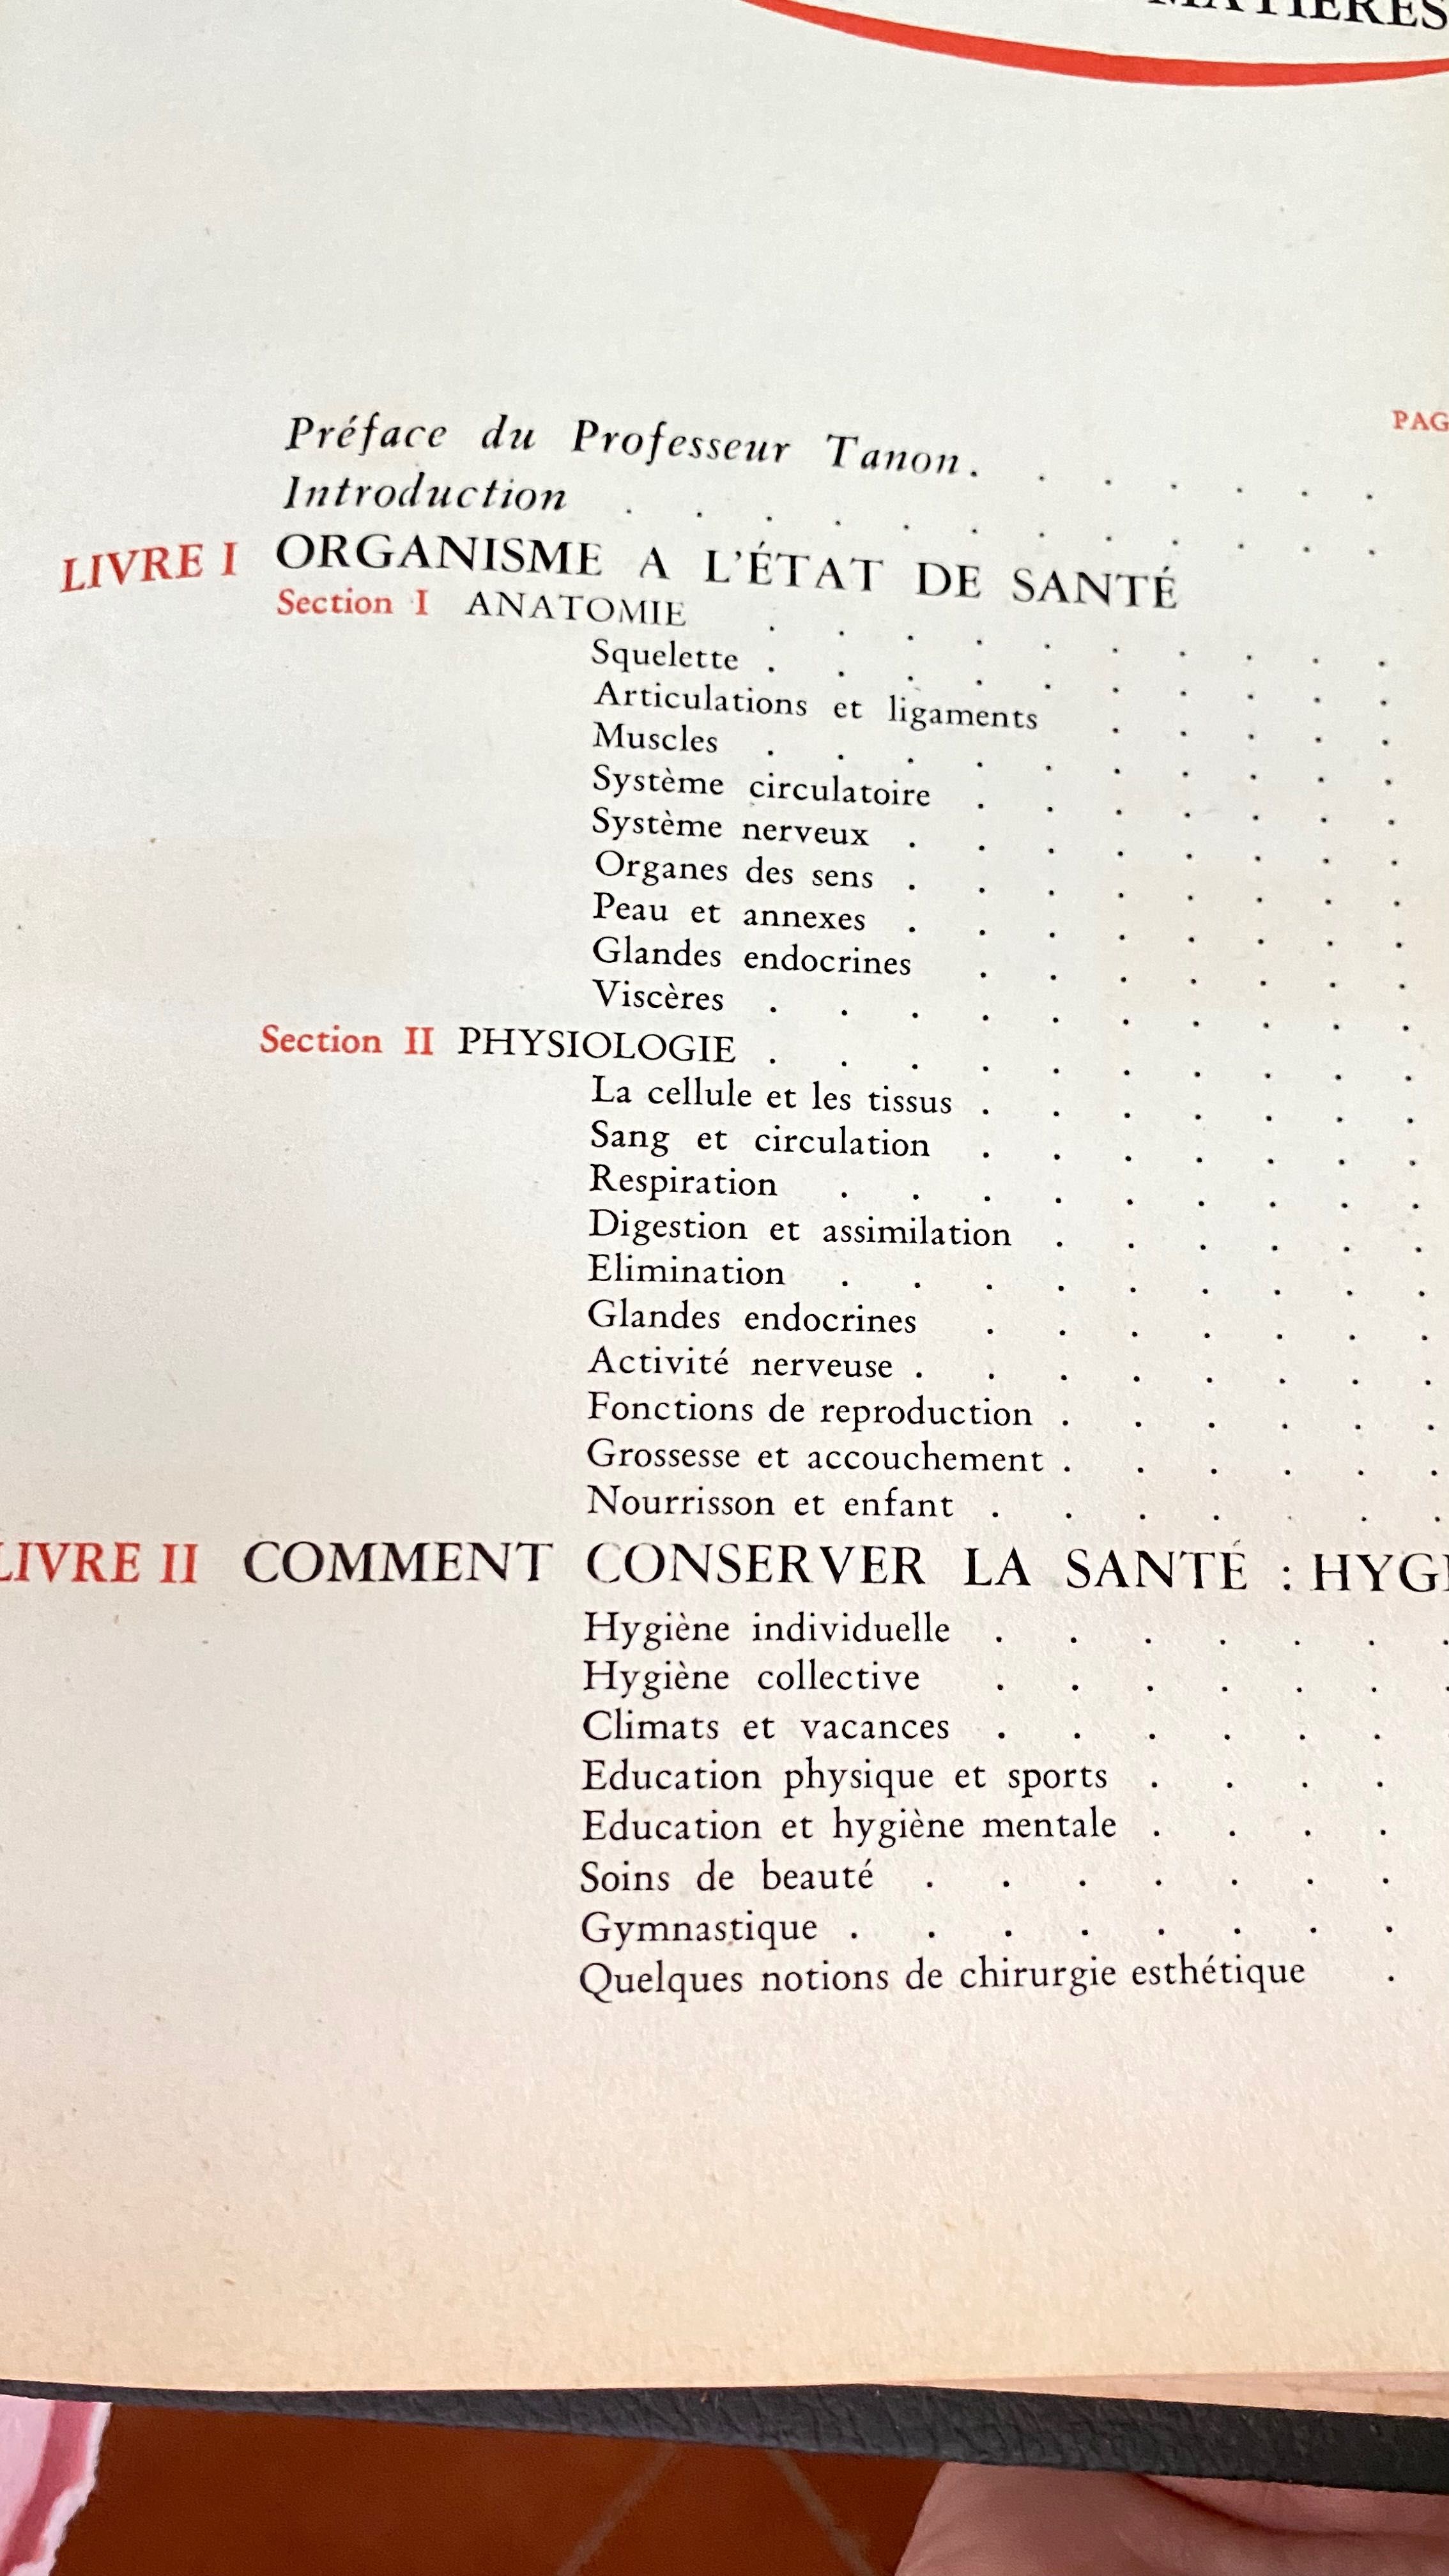 MATIÈRES
Préface du Professeur Tanon. . . . . . .
Introduction . . . . . . . . . . . .
LIVRE I ORGANISME A L'ÉTAT DE SANTÉ
Section I ANATOMIE . . . . . . . . . .
Squelette . . . . . . . . . .
Articulations et ligaments . . . . .
Muscles . . . . . . . . . .
Système circulatoire . . . . . . .
Système nerveux . . . . . . . .
Organes des sens . . . . . . . .
Peau et annexes . . . . . . . .
Glandes endocrines . . . . . . .
Viscères . . . . . . . . . .
Section II PHYSIOLOGIE . . . . . . . . . .
La cellule et les tissus . . . . . . .
Sang et circulation . . . . . . .
Respiration . . . . . . . . .
Digestion et assimilation . . . . . .
Elimination . . . . . . . . .
Glandes endocrines . . . . . . .
Activité nerveuse . . . . . . . .
Fonctions de reproduction . . . . . .
Grossesse et accouchement . . . . . .
Nourrisson et enfant . . . . . . .
LIVRE II COMMENT CONSERVER LA SANTÉ :
Hygiène individuelle . . . . . . .
Hygiène collective . . . . . . .
Climats et vacances . . . . . .
Education physique et sports . . . .
Education et hygiène mentale . . . .
Soins de beauté . . . . . . .
Gymnastique . . . . . . . .
Quelques notions de chirurgie esthétique .